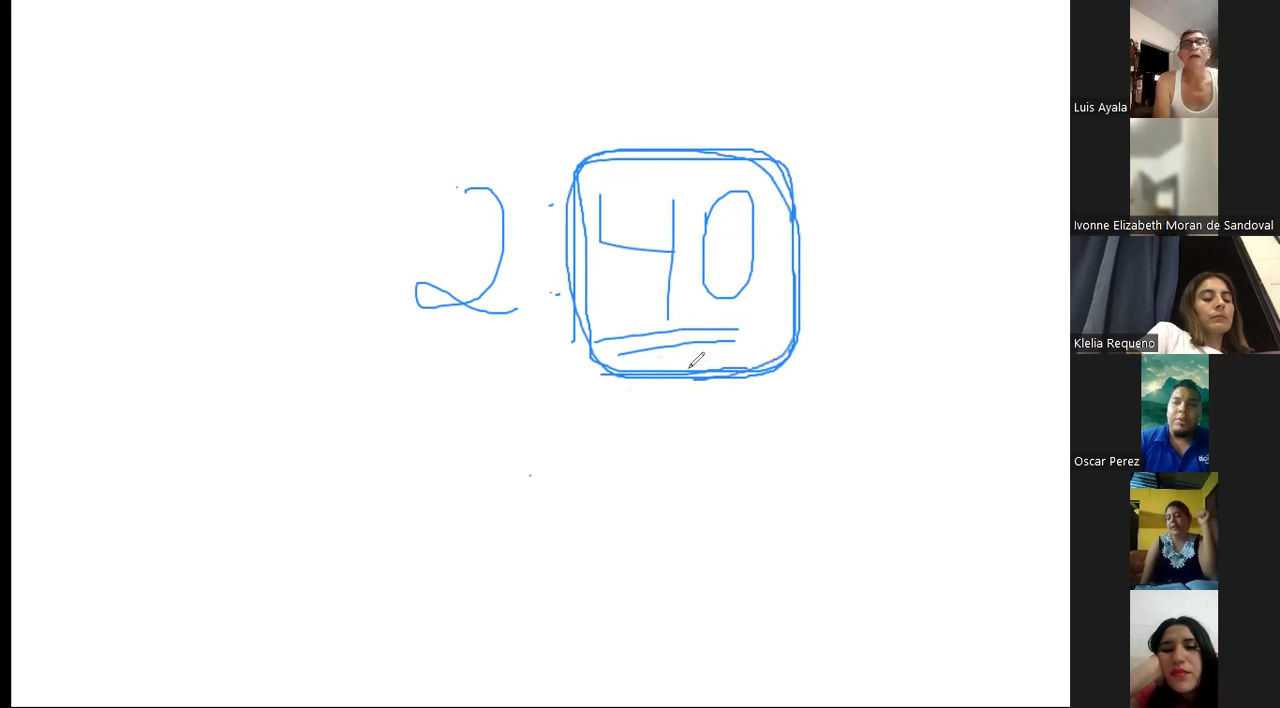 2:40
Luis Ayala
Ivonne Elizabeth Moran de Sandoval
Klelia Requeno
Oscar Perez